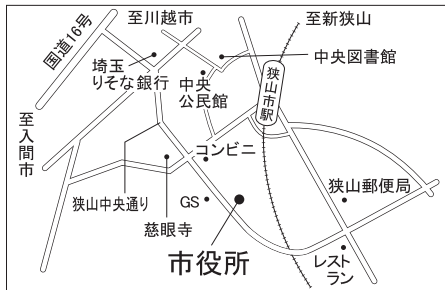 至川越市
至新狭山
国道16号
埼玉
りそな銀行
中央図書館
中央
公民館
狭山市駅
至入間市
コンビニ
狭山中央通り
慈眼寺
GS
狭山郵便局
市役所
レスト
ラン